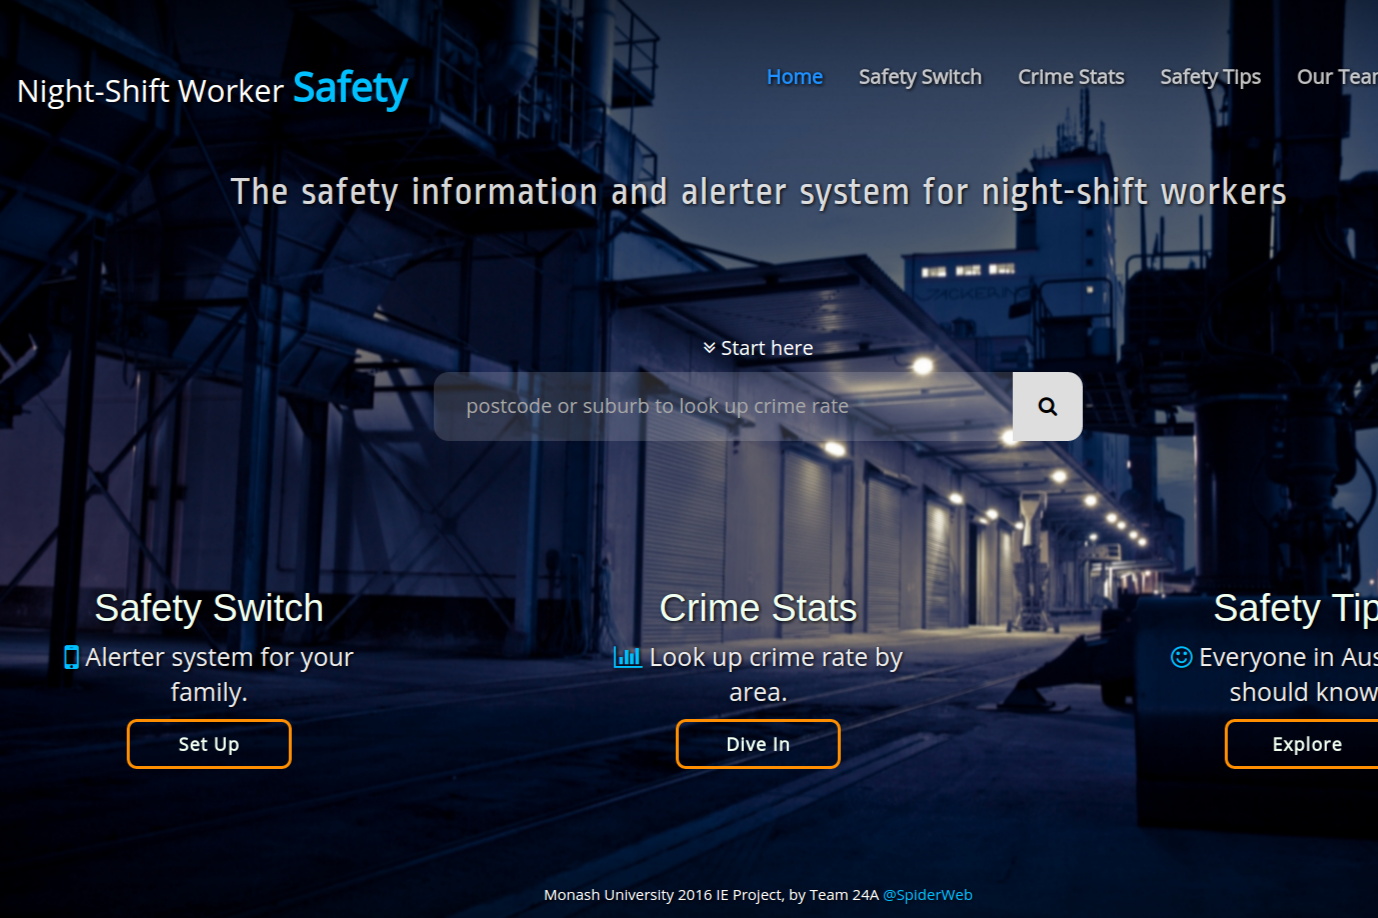 Night-Shift Worker Safety
Home Safety Switch Crime Stats Safety Tips Our Team
The safety information and alerter system for night-shift workers
Start here
postcode or suburb to look up crime rate
Safety Switch
Alerter system for your
family.
Set Up
Crime Stats
Look up crime rate by
area.
Dive In
Safety Tip
Everyone in Aus
should know
Explore
Monash University 2016 IE Project, by Team 24A @SpiderWeb